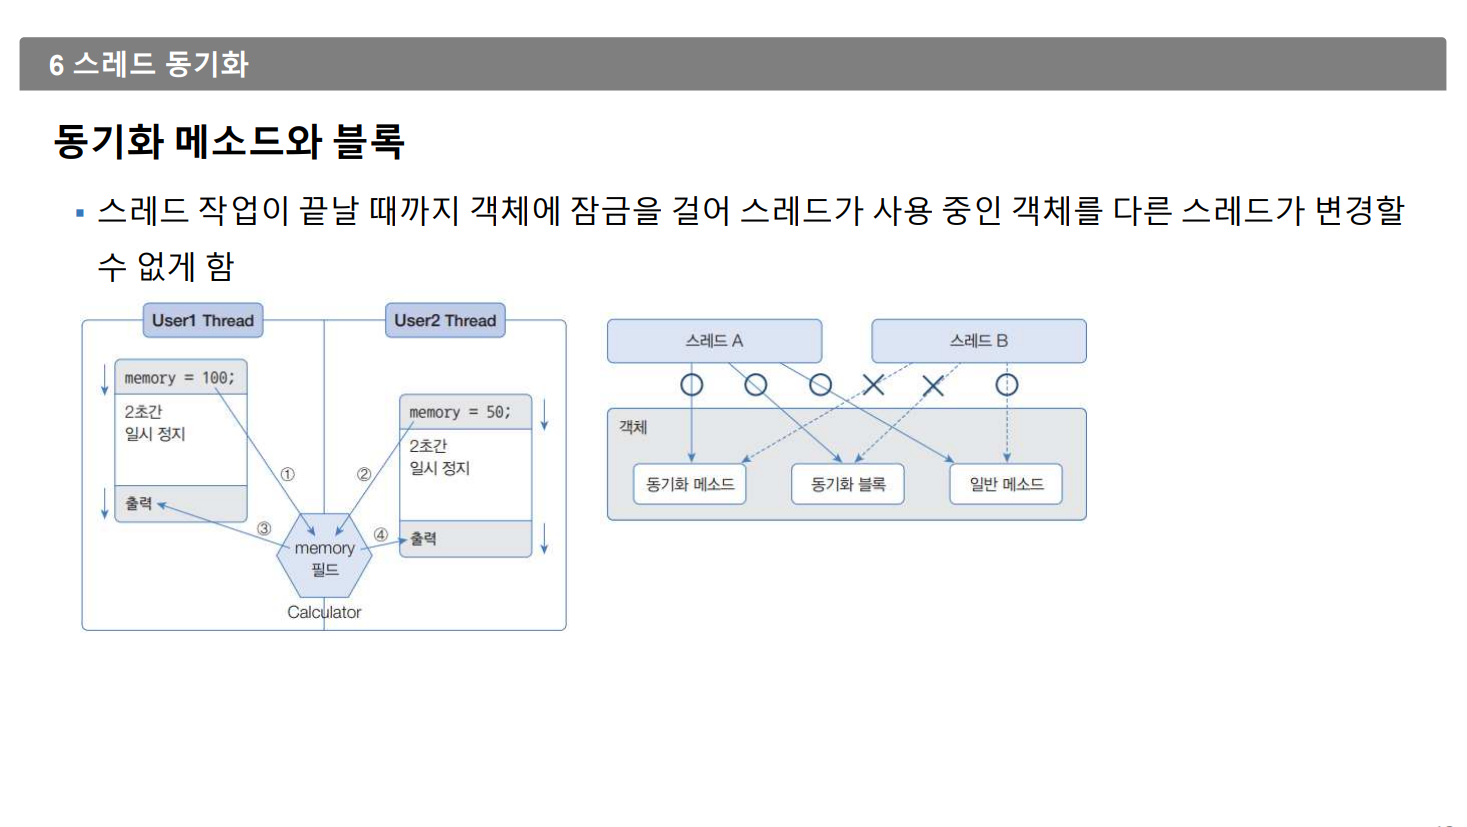 6 스레드 동기화
동기화 메소드와 블록
▪ 스레드 작업이 끝날 때까지 객체에 잠금을 걸어 스레드가 사용 중인 객체를 다른 스레드가 변경할
수 없게 함
User1 Thread
User2 Thread
memory = 100;
2초간
일시 정지
출력
memory = 50;
2초간
일시 정지
출력
①
②
③
④
memory
필드
Calculator
스레드 A
스레드 B
객체
동기화 메소드
동기화 블록
일반 메소드